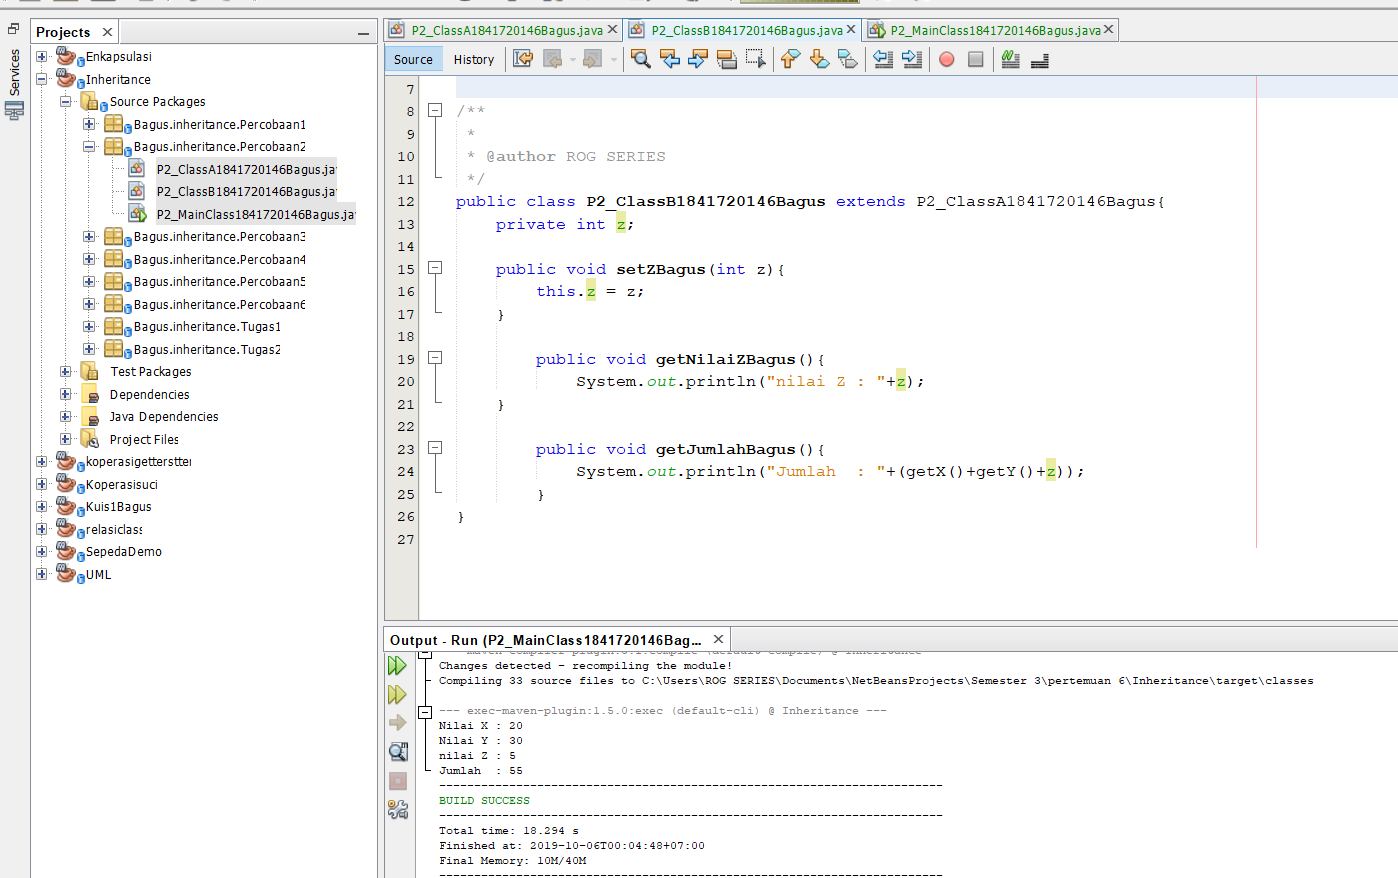 Services
Projects
Enkapsulasi
Inheritance
Source Packages
Bagus.inheritance.Percobaan1
Bagus.inheritance.Percobaan2
P2_ClassA1841720146Bagus.ja
P2_ClassB1841720146Bagus.ja
P2_MainClass1841720146Bagus.ja
Bagus.inheritance.Percobaan3
Bagus.inheritance.Percobaan4
Bagus.inheritance.Percobaan5
Bagus.inheritance.Percobaan6
Bagus.inheritance.Tugas1
Bagus.inheritance.Tugas2
Test Packages
Dependencies
Java Dependencies
Project Files
koperasigetterstter
Koperasisuci
Kuis1Bagus
relasiclass
SepedaDemo
UML
P2_ClassA1841720146Bagus.java P2_ClassB1841720146Bagus.java P2_MainClass1841720146Bagus.java
Source History
7
8 /**
9 *
10 * @author ROG SERIES
11 */
12 public class P2_ClassB1841720146Bagus extends P2_ClassA1841720146Bagus{
13 private int z;
14
15 public void setZBagus(int z){
16 this.z = z;
17 }
18
19 public void getNilaiZBagus(){
20 System.out.println("nilai Z : "+z);
21 }
22
23 public void getJumlahBagus(){
24 System.out.println("Jumlah  : "+(getX()+getY()+z));
25 }
26 }
27
Output - Run (P2_MainClass1841720146Bag...
Changes detected - recompiling the module!
Compiling 33 source files to C:\Users\ROG SERIES\Documents\NetBeansProjects\Semester 3\pertemuan 6\Inheritance\target\classes
--- exec-maven-plugin:1.5.0:exec (default-cli) @ Inheritance ---
Nilai X : 20
Nilai Y : 30
nilai Z : 5
Jumlah  : 55
------------------------------------------------------------------------
BUILD SUCCESS
------------------------------------------------------------------------
Total time: 18.294 s
Finished at: 2019-10-06T00:04:48+07:00
Final Memory: 10M/40M
------------------------------------------------------------------------